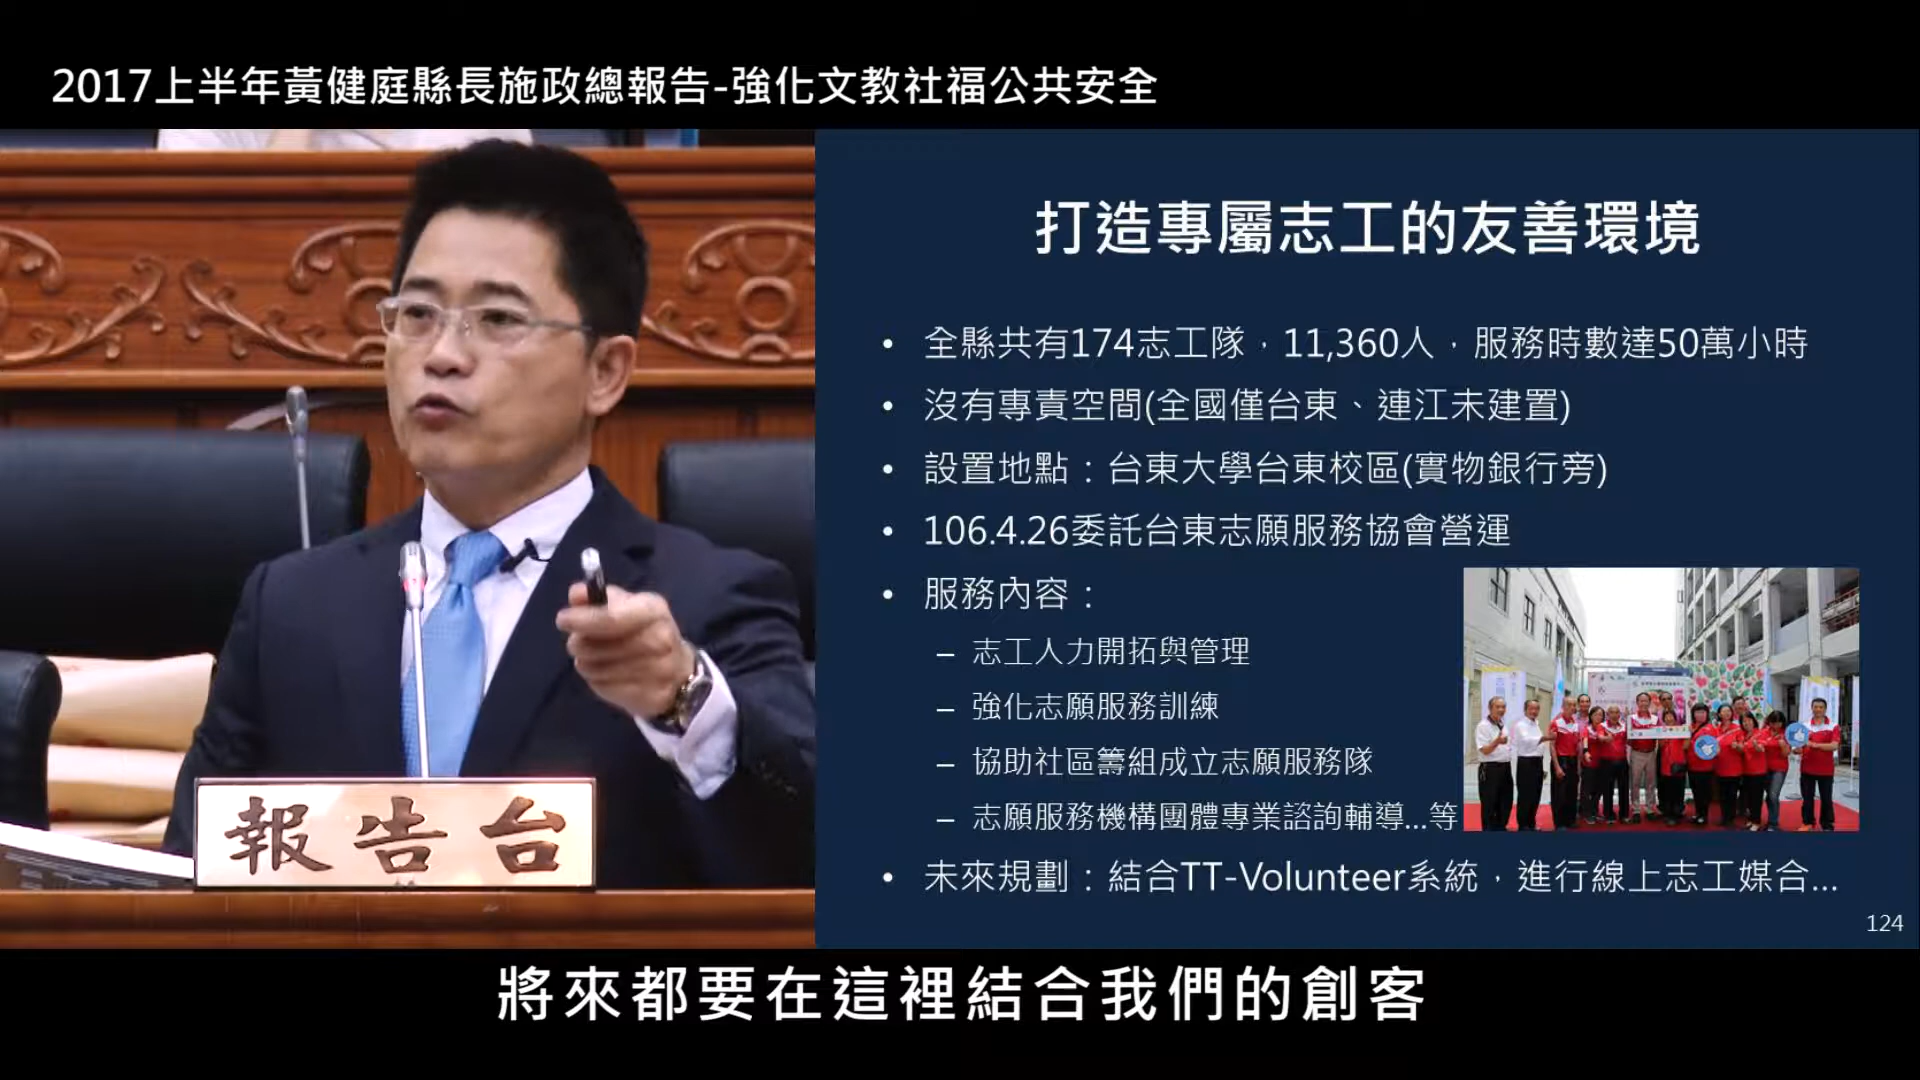 2017上半年黃健庭縣長施政總報告-強化文教社福公共安全
打造專屬志工的友善環境
• 全縣共有174志工隊，11,360人，服務時數達50萬小時
• 沒有專責空間(全國僅台東、連江未建置)
• 設置地點：台東大學台東校區(實物銀行旁)
• 106.4.26委託台東志願服務協會營運
• 服務內容：
– 志工人力開拓與管理
– 強化志願服務訓練
– 協助社區籌組成立志願服務隊
– 志願服務機構團體專業諮詢輔導...等
• 未來規劃：結合TT-Volunteer系統，進行線上志工媒合...
124
報告台
將來都要在這裡結合我們的創客